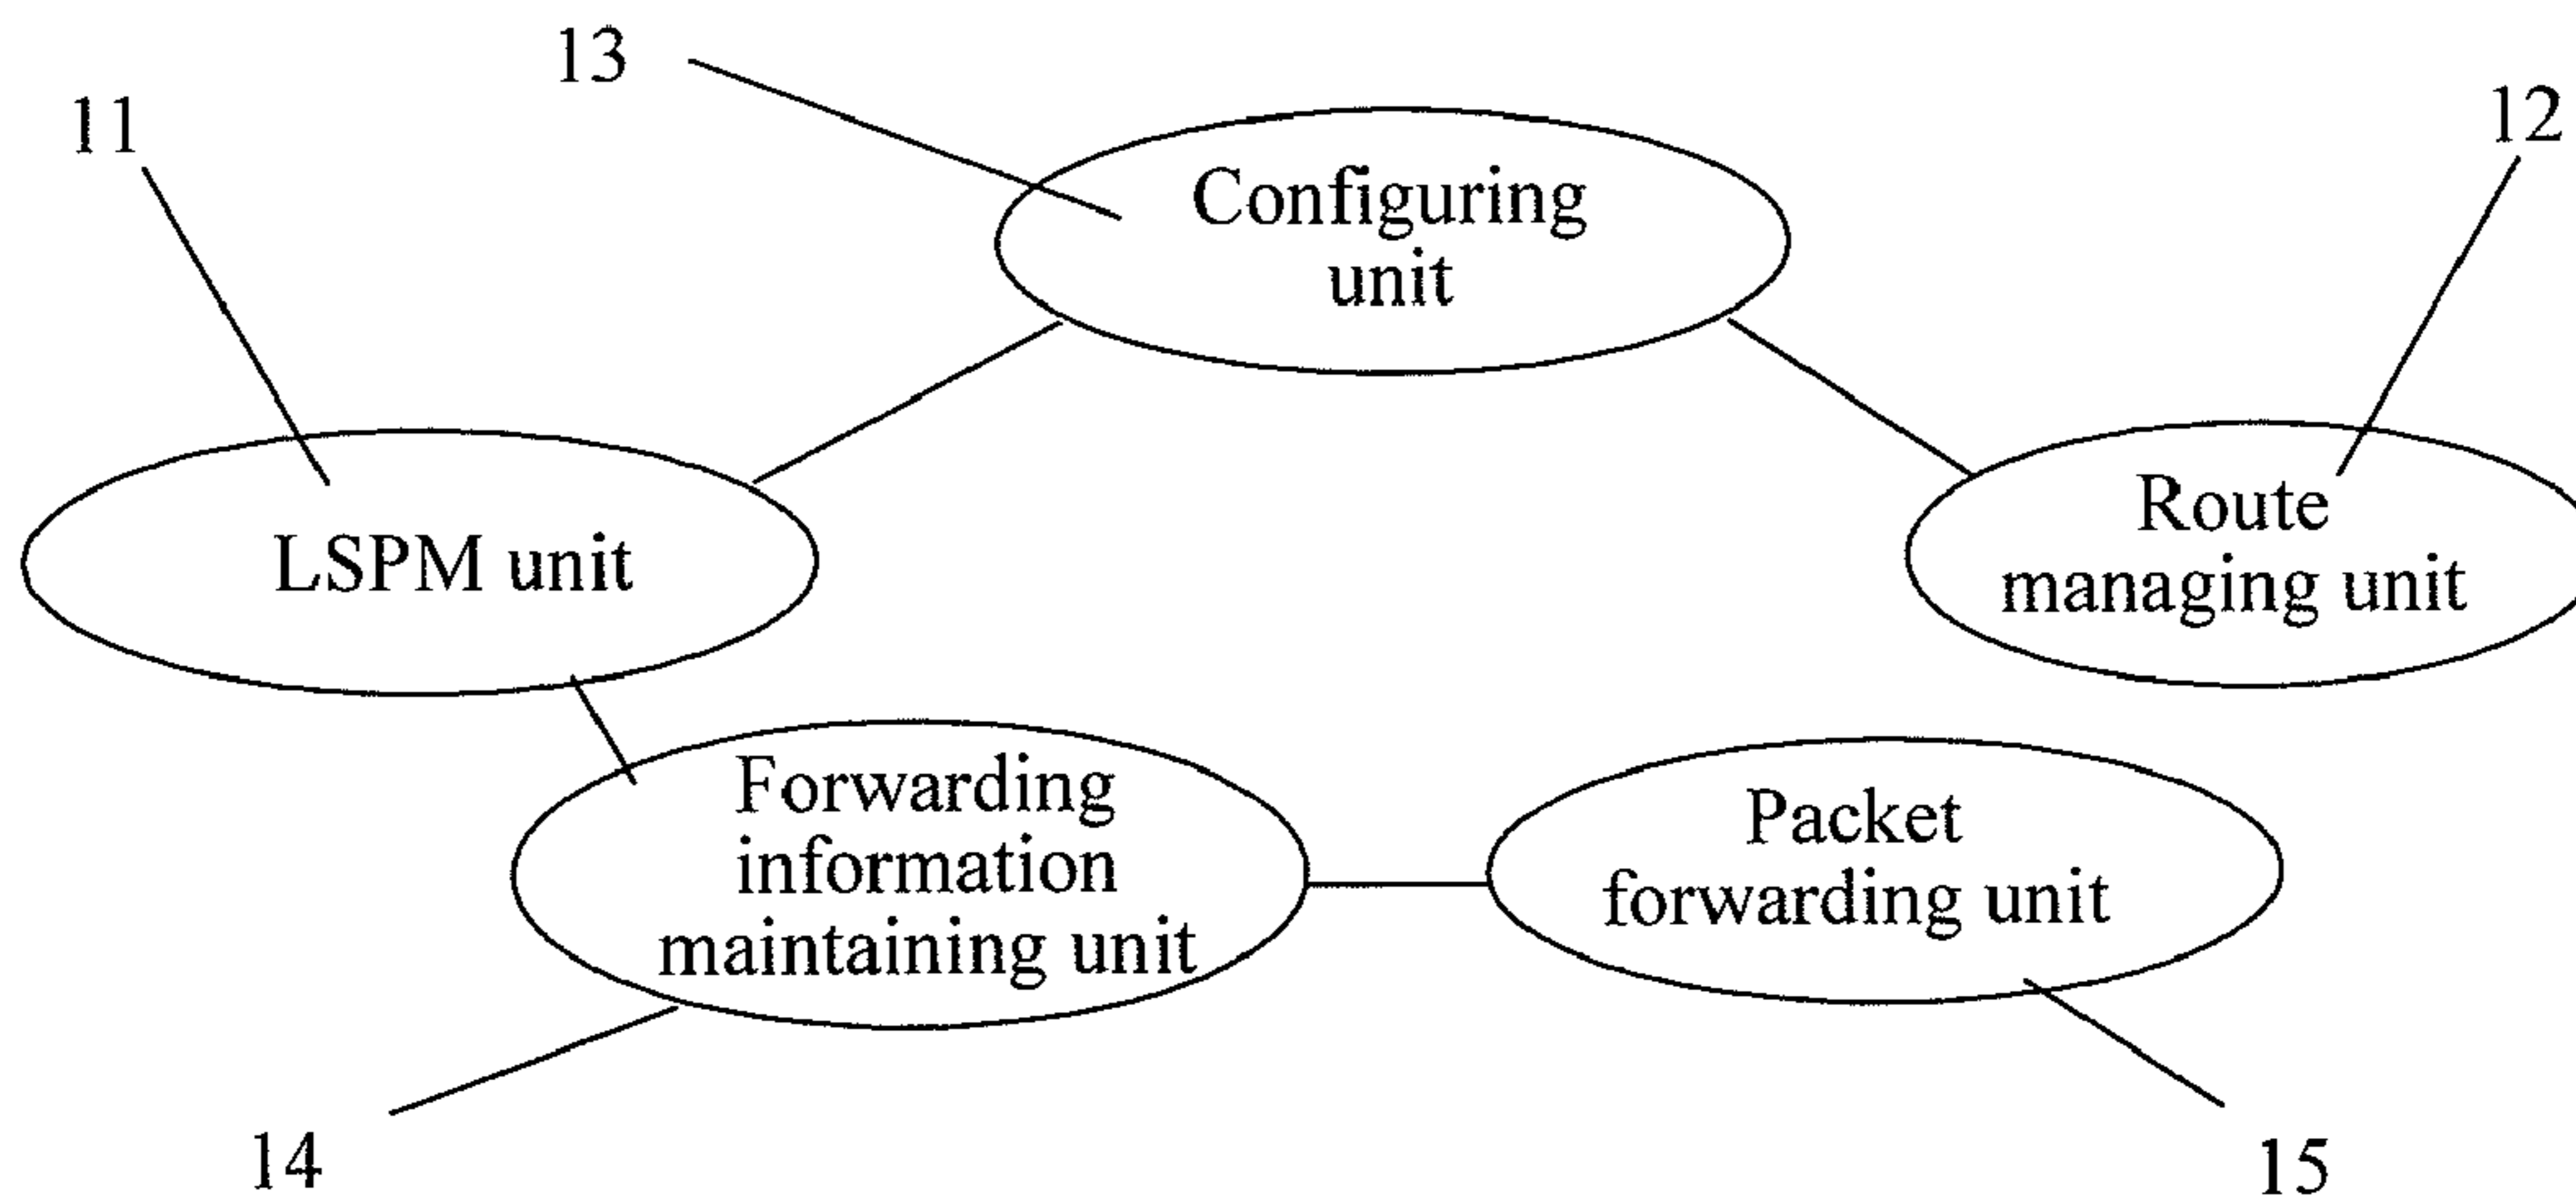 13
11
12
Configuring
unit
LSPM unit
Route
managing unit
Forwarding
information
maintaining unit
Packet
forwarding unit
14
15